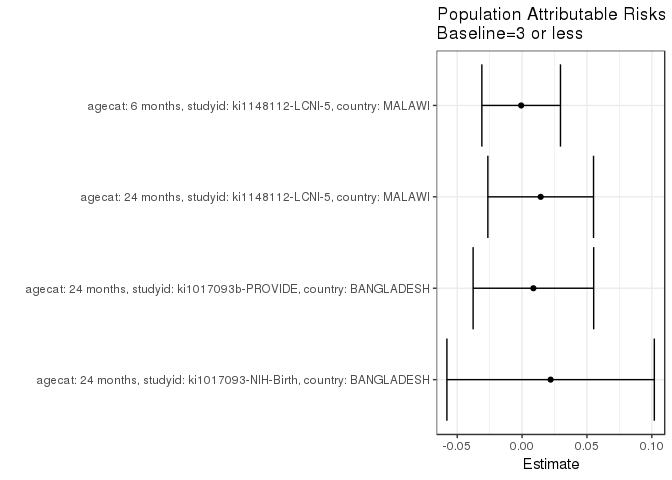 Population Attributable Risks
Baseline=3 or less
agecat: 6 months, studyid: ki1148112-LCNI-5, country: MALAWI
agecat: 24 months, studyid: ki1148112-LCNI-5, country: MALAWI
agecat: 24 months, studyid: ki1017093b-PROVIDE, country: BANGLADESH
agecat: 24 months, studyid: ki1017093-NIH-Birth, country: BANGLADESH
-0.05 0.00 0.05 0.10
Estimate